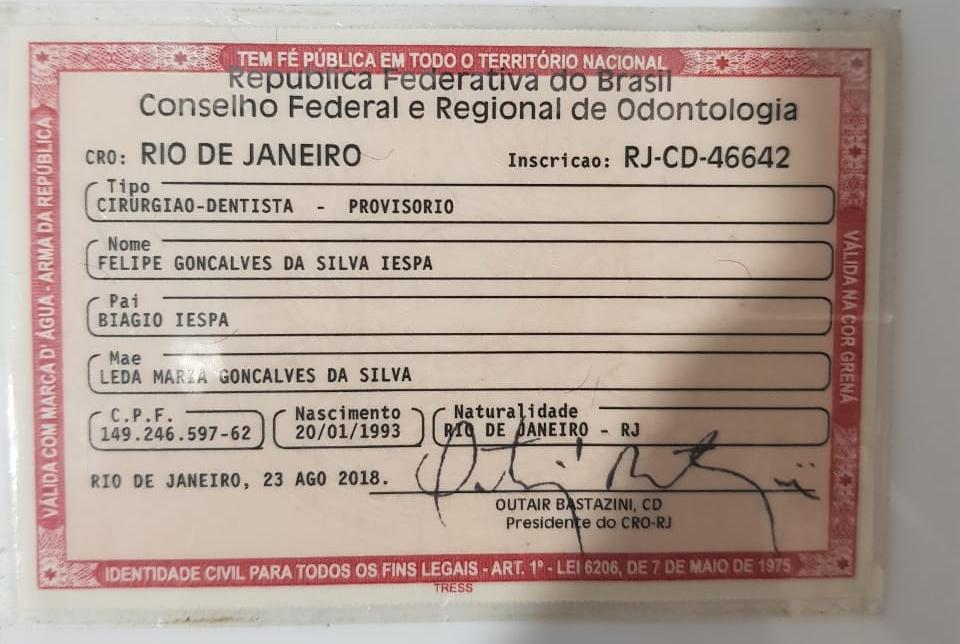 TEM FÉ PÚBLICA EM TODO O TERRITÓRIO NACIONAL
República Federativa do Brasil
Conselho Federal e Regional de Odontologia
CRO: RIO DE JANEIRO Inscricao: RJ-CD-46642
Tipo
CIRURGIAO-DENTISTA - PROVISORIO
Nome
FELIPE GONCALVES DA SILVA IESPA
Pai
BIAGIO IESPA
Mae
LEDA MARIA GONCALVES DA SILVA
C.P.F. Nascimento Naturalidade
149.246.597-62 20/01/1993 RIO DE JANEIRO - RJ
RIO DE JANEIRO, 23 AGO 2018.
OUTAIR BASTAZINI, CD
Presidente do CRO-RJ
IDENTIDADE CIVIL PARA TODOS OS FINS LEGAIS - ART. 1º - LEI 6206, DE 7 DE MAIO DE 1975
TRESS
VÁLIDA COM MARCA D'ÁGUA - ARMA DA REPÚBLICA
VÁLIDA NA COR GRENÁ